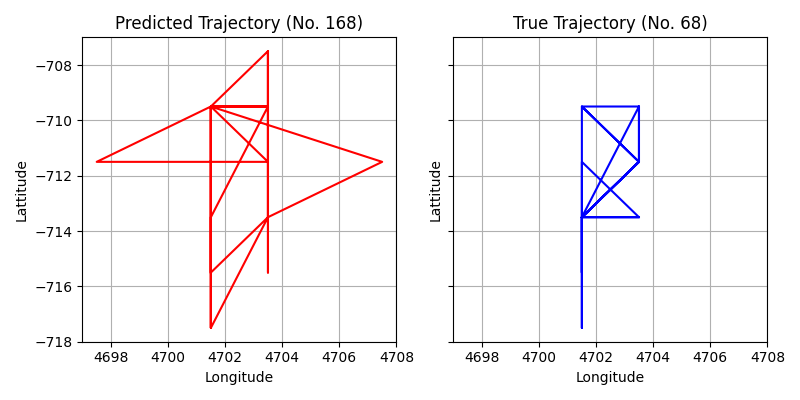 Predicted Trajectory (No. 168)
True Trajectory (No. 68)
Lattitude
−708
−710
−712
−714
−716
−718
4698 4700 4702 4704 4706 4708
Longitude
Lattitude
4698 4700 4702 4704 4706 4708
Longitude